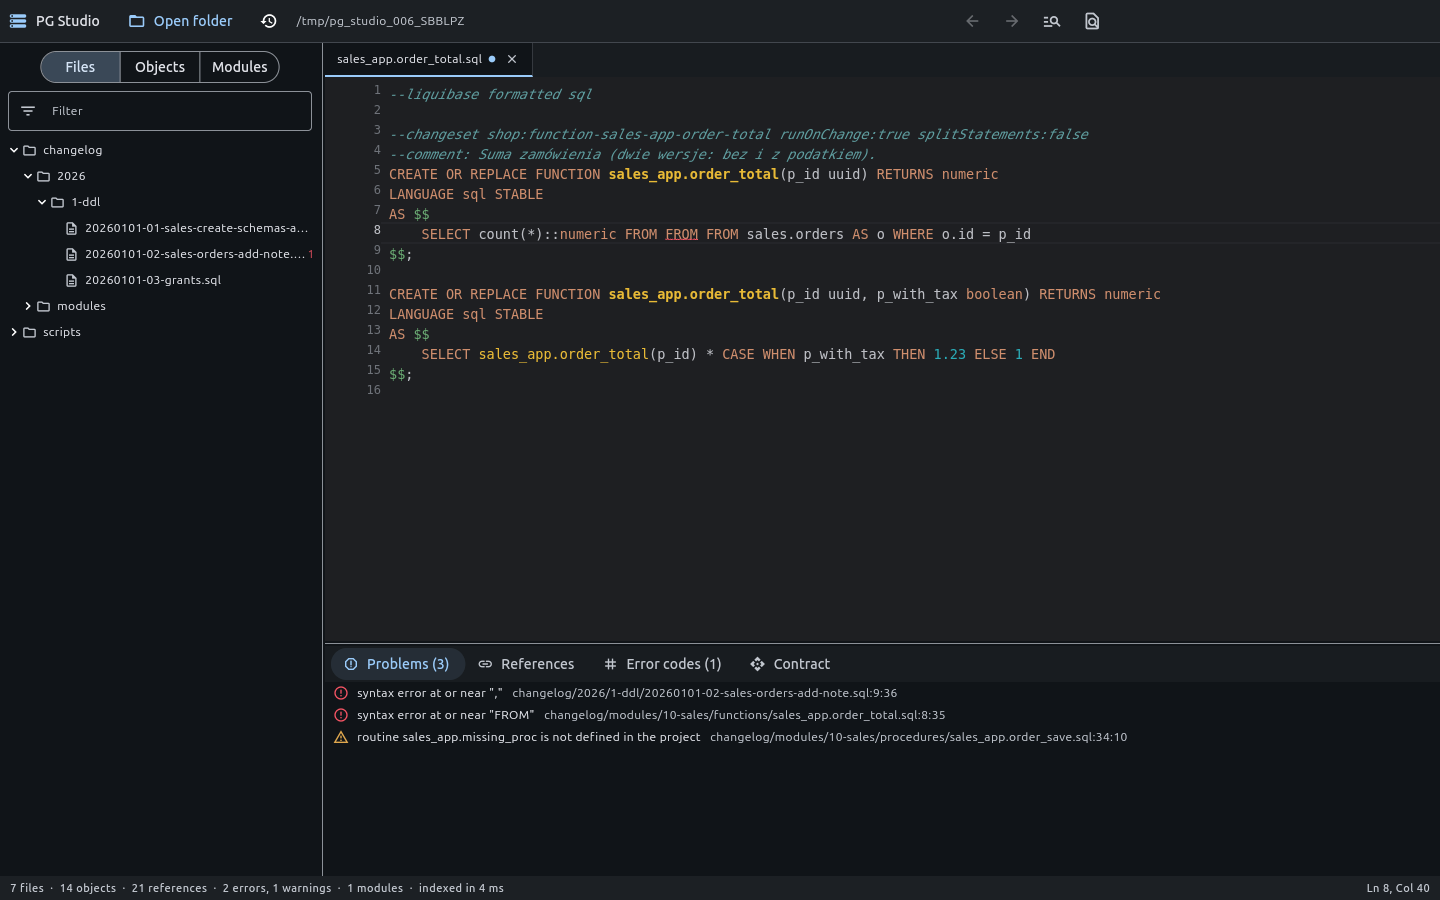 PG Studio
Open folder
/tmp/pg_studio_006_SBBLPZ
Files
Objects
Modules
Filter
changelog
2026
1-ddl
20260101-01-sales-create-schemas-a...
20260101-02-sales-orders-add-note.... 1
20260101-03-grants.sql
modules
scripts
sales_app.order_total.sql
1 --liquibase formatted sql
2
3 --changeset shop:function-sales-app-order-total runOnChange:true splitStatements:false
4 --comment: Suma zamówienia (dwie wersje: bez i z podatkiem).
5 CREATE OR REPLACE FUNCTION sales_app.order_total(p_id uuid) RETURNS numeric
6 LANGUAGE sql STABLE
7 AS $$
8     SELECT count(*)::numeric FROM FROM FROM sales.orders AS o WHERE o.id = p_id
9 $$;
10
11 CREATE OR REPLACE FUNCTION sales_app.order_total(p_id uuid, p_with_tax boolean) RETURNS numeric
12 LANGUAGE sql STABLE
13 AS $$
14     SELECT sales_app.order_total(p_id) * CASE WHEN p_with_tax THEN 1.23 ELSE 1 END
15 $$;
16
Problems (3)
References
Error codes (1)
Contract
syntax error at or near "," changelog/2026/1-ddl/20260101-02-sales-orders-add-note.sql:9:36
syntax error at or near "FROM" changelog/modules/10-sales/functions/sales_app.order_total.sql:8:35
routine sales_app.missing_proc is not defined in the project changelog/modules/10-sales/procedures/sales_app.order_save.sql:34:10
7 files · 14 objects · 21 references · 2 errors, 1 warnings · 1 modules · indexed in 4 ms
Ln 8, Col 40